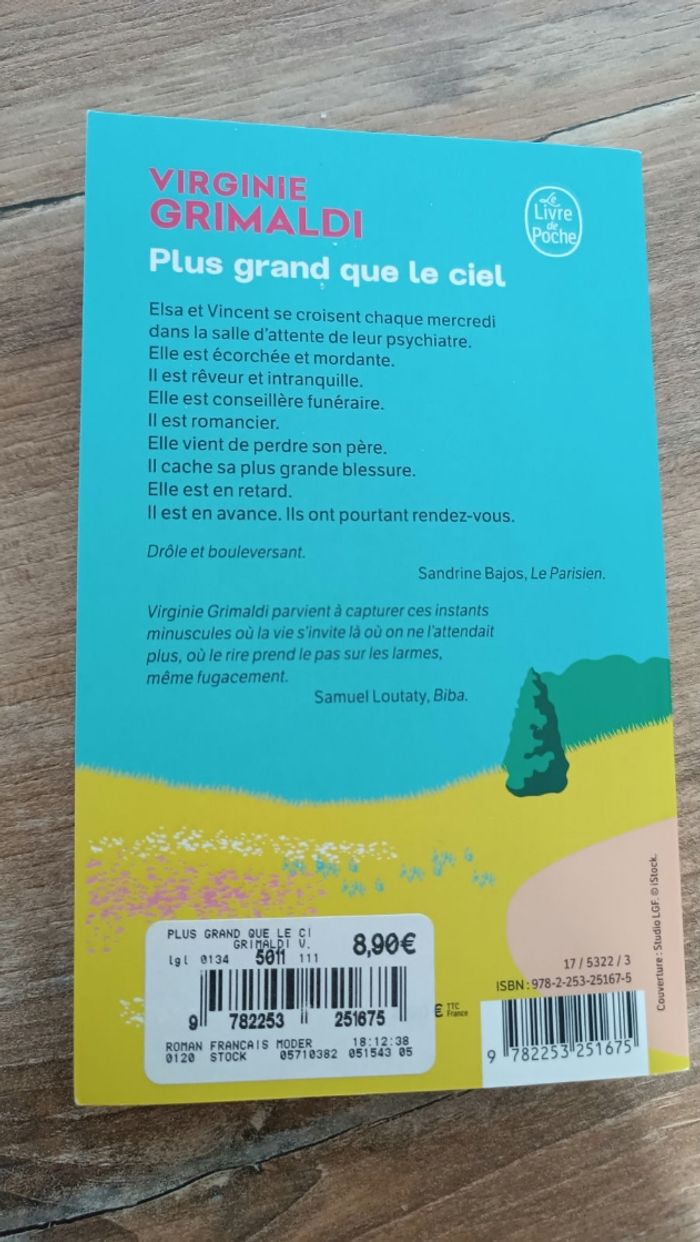 VIRGINIE
GRIMALDI
Le
Livre
de
Poche
Plus grand que le ciel
Elsa et Vincent se croisent chaque mercredi
dans la salle d'attente de leur psychiatre.
Elle est écorchée et mordante.
Il est rêveur et intranquille.
Elle est conseillère funéraire.
Il est romancier.
Elle vient de perdre son père.
Il cache sa plus grande blessure.
Elle est en retard.
Il est en avance. Ils ont pourtant rendez-vous.
Drôle et bouleversant.
Sandrine Bajos, Le Parisien.
Virginie Grimaldi parvient à capturer ces instants
minuscules où la vie s'invite là où on ne l'attendait
plus, où le rire prend le pas sur les larmes,
même fugacement.
Samuel Loutaty, Biba.
PLUS GRAND QUE LE CI
GRIMALDI V.
8,90€
lgl 0134 5011 111
9 782253 251675
ROMAN FRANCAIS MODER 18:12:38
0120 STOCK 05710382 051543 05
€ TTC
France
17 / 5322 / 3
ISBN : 978-2-253-25167-5
9 782253 251675
Couverture : Studio LGF. © iStock.